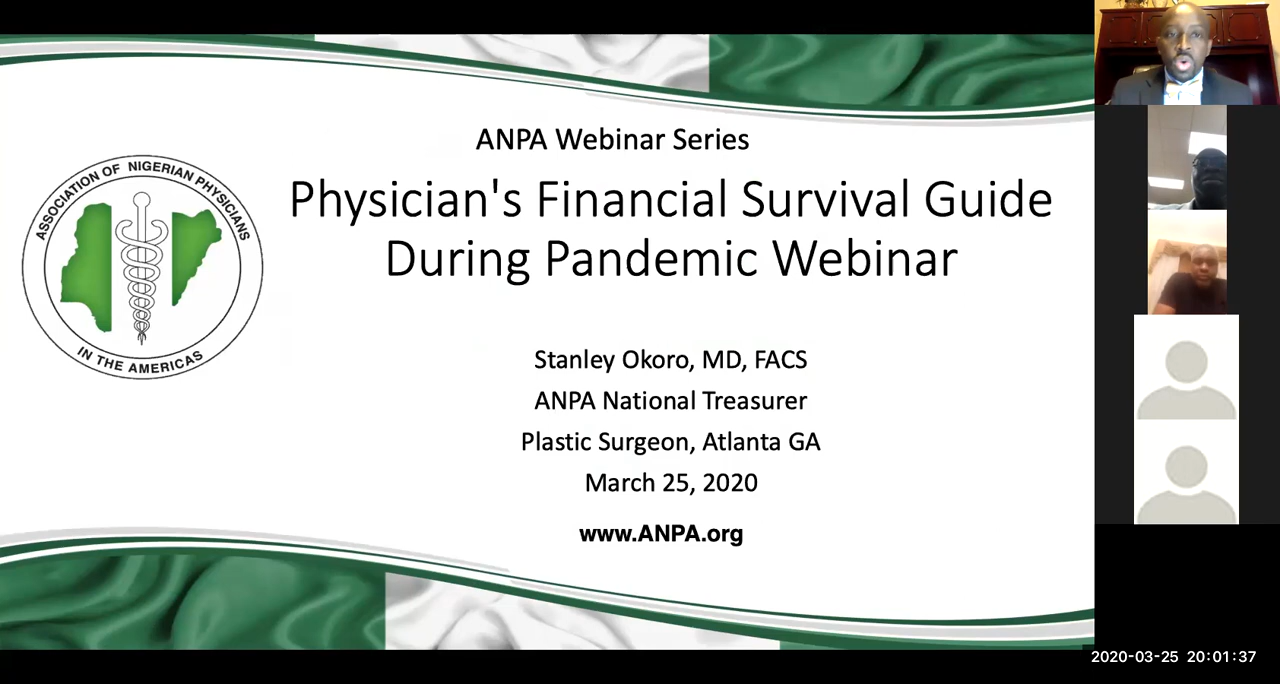 ASSOCIATION OF NIGERIAN PHYSICIANS
IN THE AMERICAS
ANPA Webinar Series
Physician's Financial Survival Guide
During Pandemic Webinar
Stanley Okoro, MD, FACS
ANPA National Treasurer
Plastic Surgeon, Atlanta GA
March 25, 2020
www.ANPA.org
2020-03-25 20:01:37